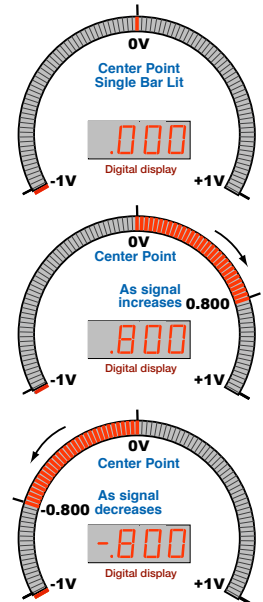 0V
Center Point
Single Bar Lit
.000
Digital display
-1V +1V
0V
Center Point
As signal
increases 0.800
.800
Digital display
-1V +1V
0V
Center Point
-0.800 As signal
decreases
-.800
Digital display
-1V +1V